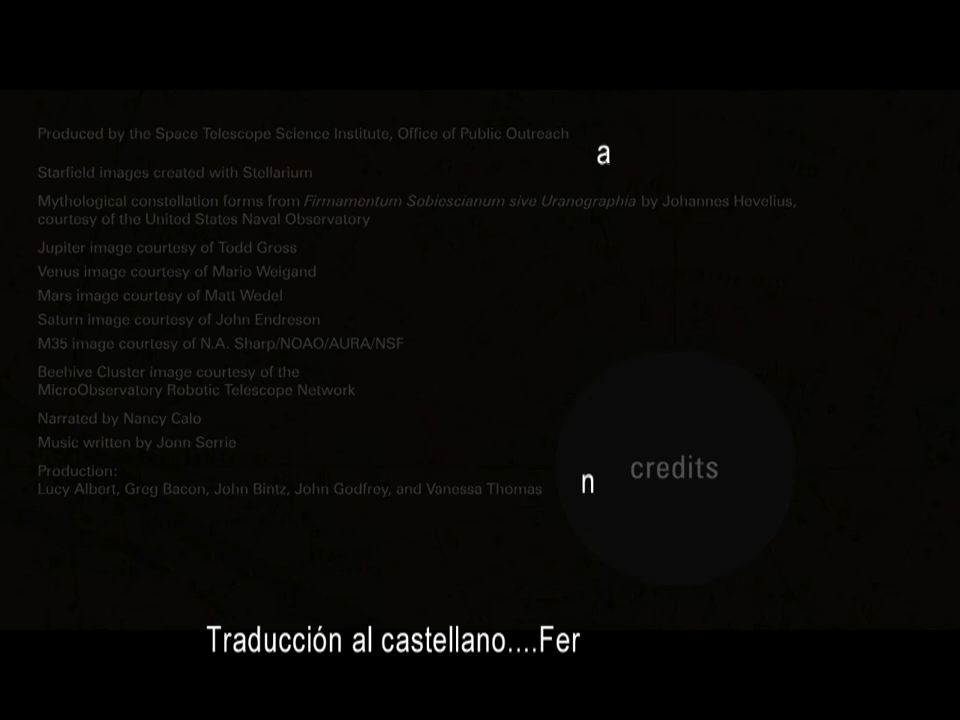 Produced by the Space Telescope Science Institute, Office of Public Outreach
a
Starfield images created with Stellarium
Mythological constellation forms from Firmamentum Sobiescianum sive Uranographia by Johannes Hevelius,
courtesy of the United States Naval Observatory
Jupiter image courtesy of Todd Gross
Venus image courtesy of Mario Weigand
Mars image courtesy of Matt Wedel
Saturn image courtesy of John Endreson
M35 image courtesy of N.A. Sharp/NOAO/AURA/NSF
Beehive Cluster image courtesy of the
MicroObservatory Robotic Telescope Network
Narrated by Nancy Calo
Music written by Jonn Serrie
Production:
Lucy Albert, Greg Bacon, John Bintz, John Godfrey, and Vanessa Thomas
n
credits
Traducción al castellano....Fer